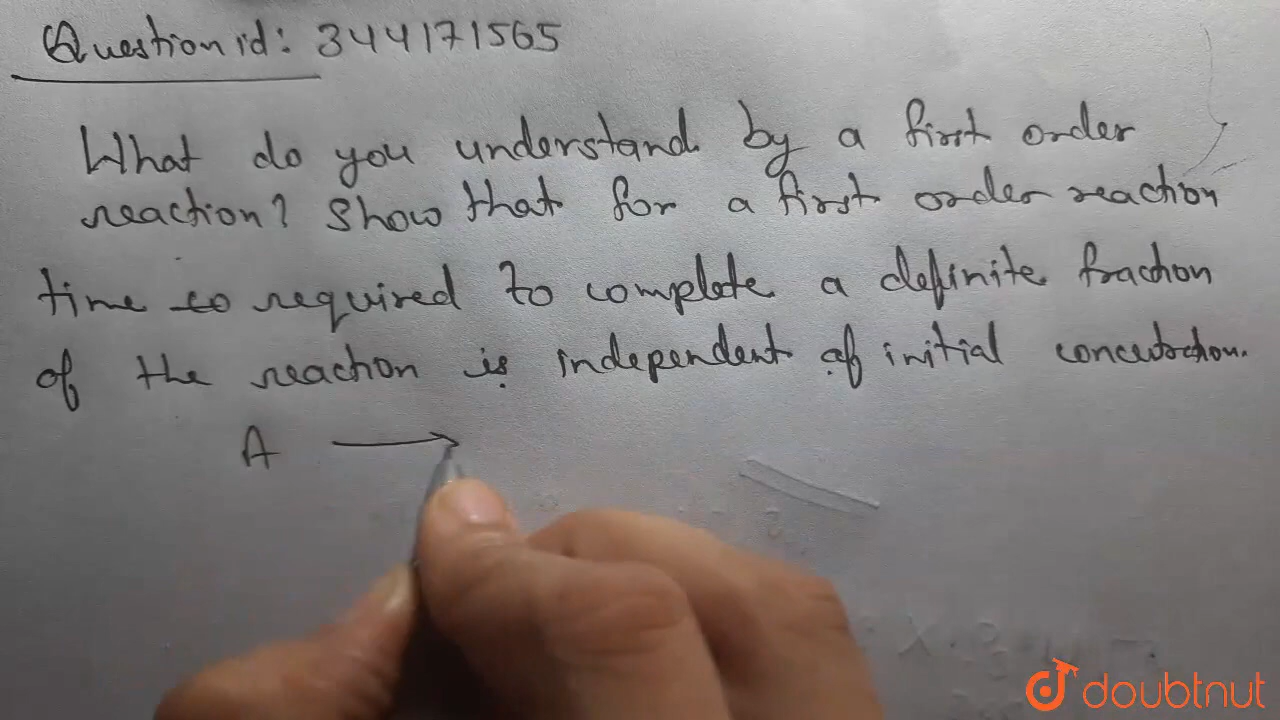 Question id: 344171565
What do you understand by a first order
reaction? Show that for a first order reaction
time to required to complete a definite fraction
of the reaction is independent of initial
A →
doubtnut